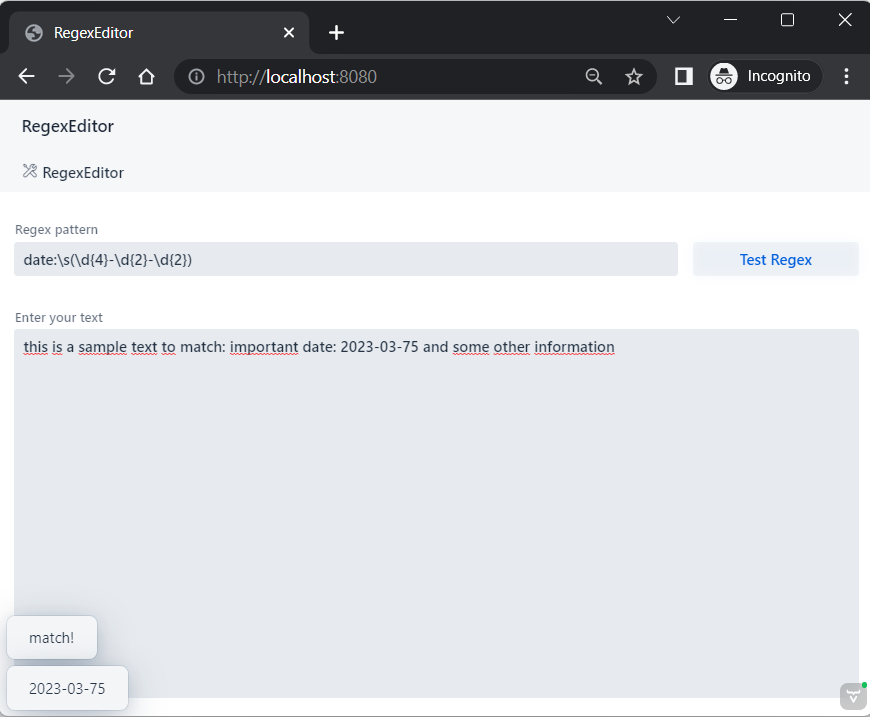 RegexEditor
http://localhost:8080
Incognito
RegexEditor
RegexEditor
Regex pattern
date:\s(\d{4}-\d{2}-\d{2})
Test Regex
Enter your text
this is a sample text to match: important date: 2023-03-75 and some other information
match!
2023-03-75